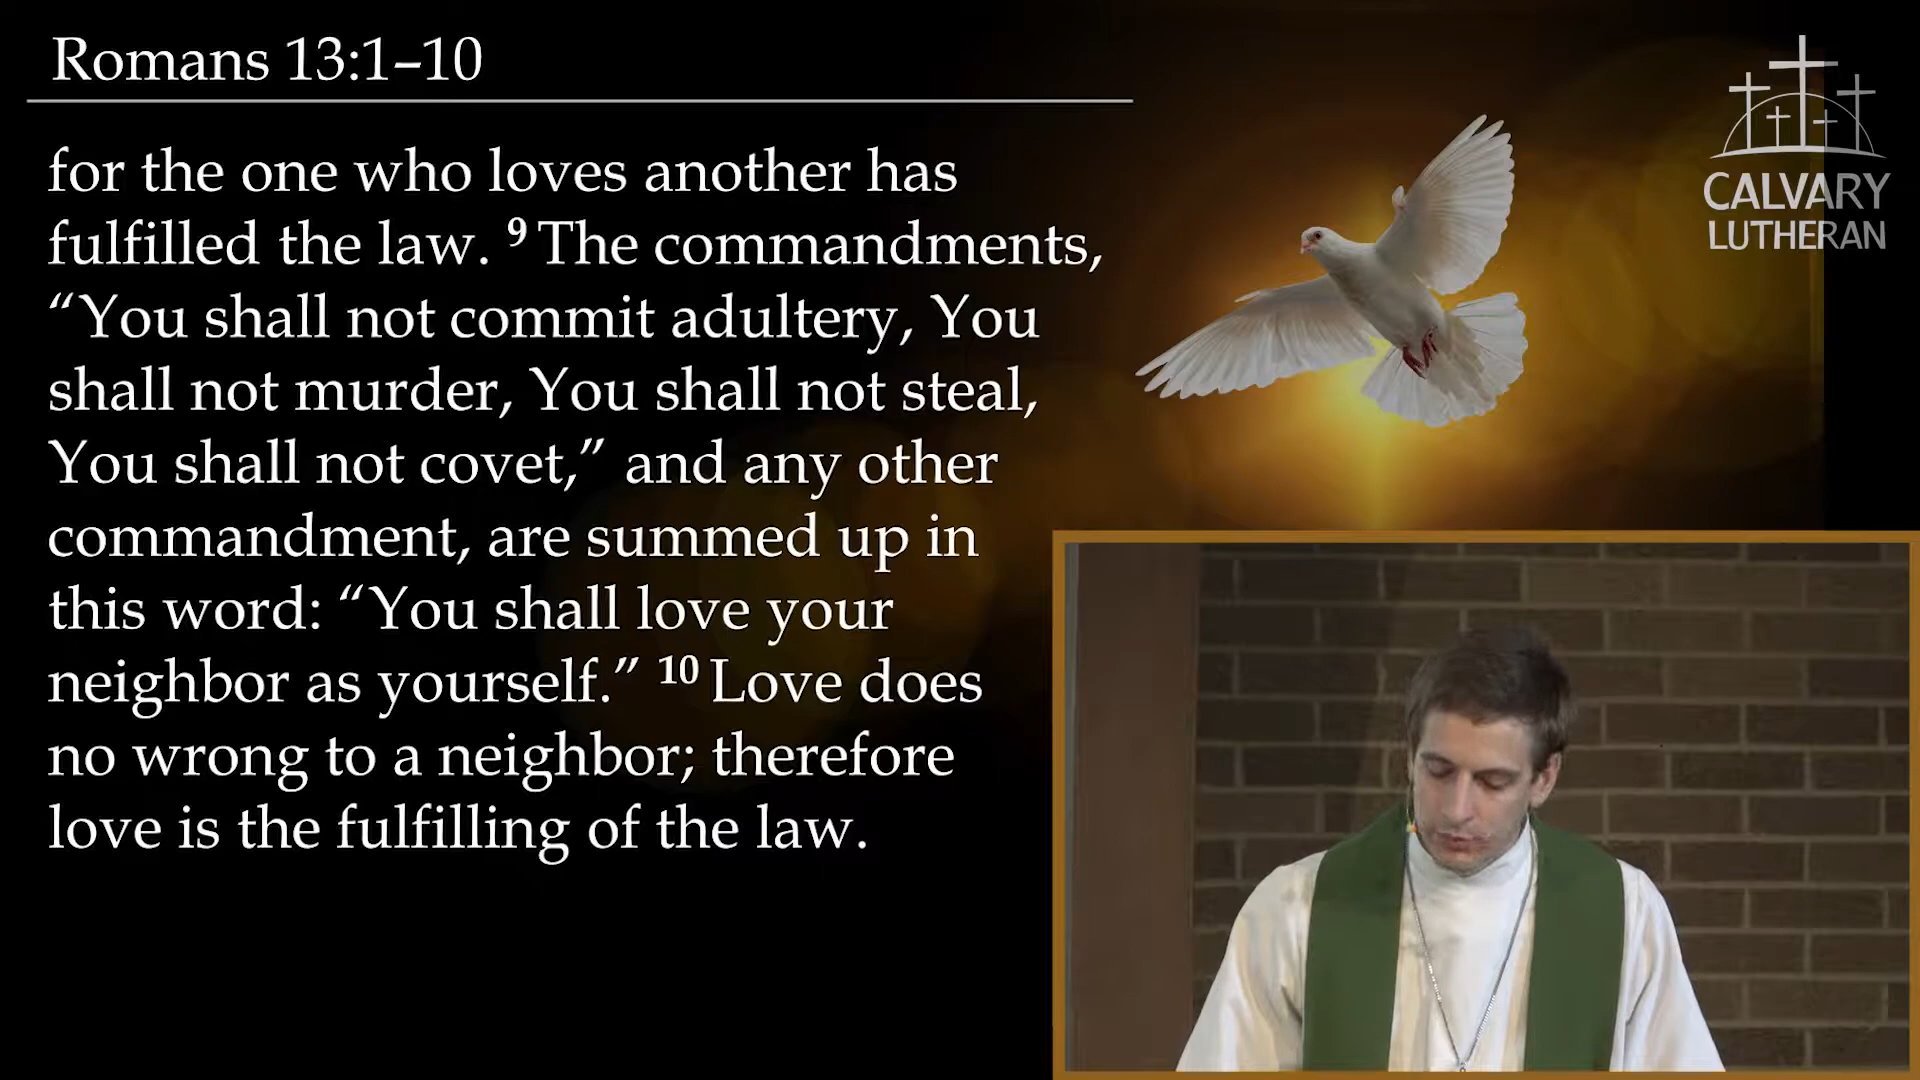 Romans 13:1–10
for the one who loves another has
fulfilled the law. 9 The commandments,
“You shall not commit adultery, You
shall not murder, You shall not steal,
You shall not covet,” and any other
commandment, are summed up in
this word: “You shall love your
neighbor as yourself.” 10 Love does
no wrong to a neighbor; therefore
love is the fulfilling of the law.
CALVARY
LUTHERAN